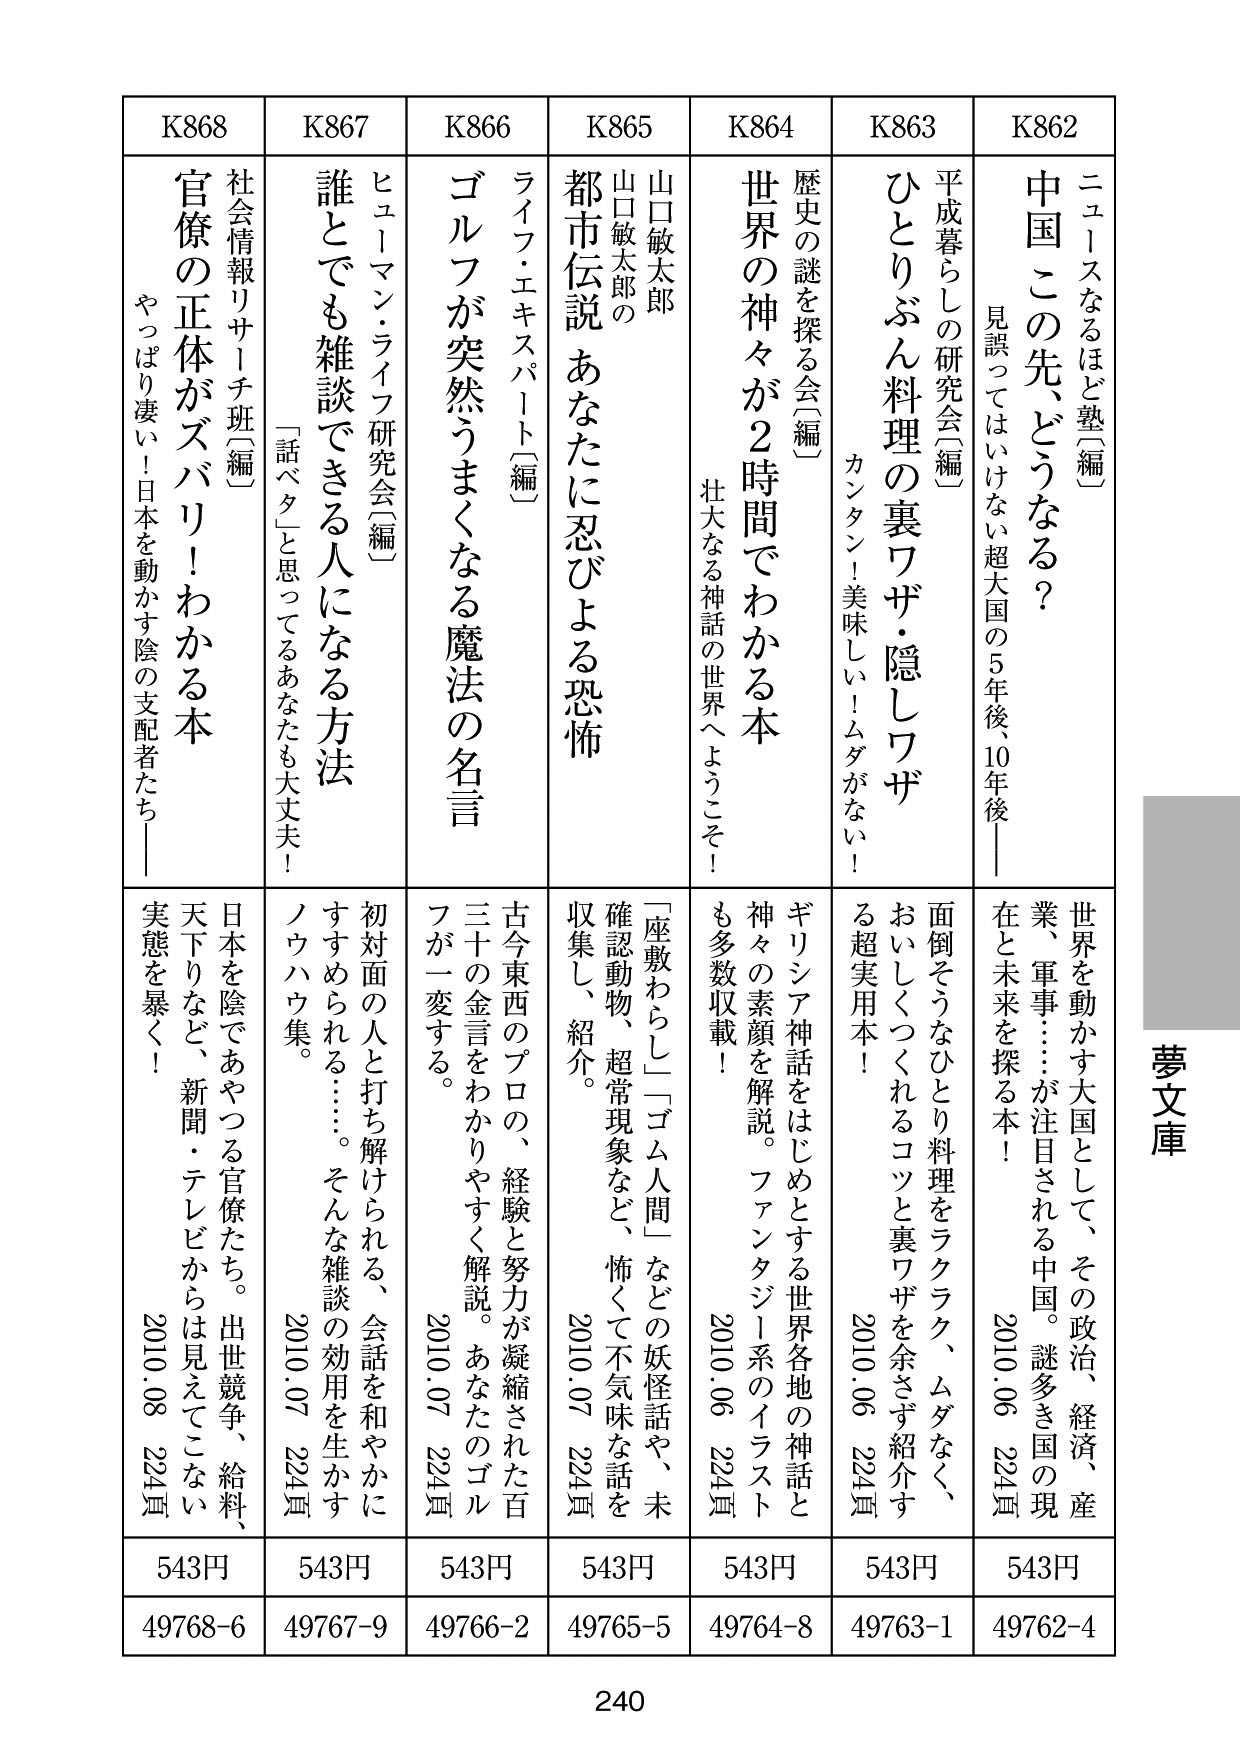 K862
ニュースなるほど塾〔編〕
中国 この先、どうなる？
見誤ってはいけない超大国の5年後、10年後――
世界を動かす大国として、その政治、経済、産
業、軍事……が注目される中国。謎多き国の現
在と未来を探る本！
2010.06 224頁
543円
49762-4
K863
平成暮らしの研究会〔編〕
ひとりぶん料理の裏ワザ・隠しワザ
カンタン！美味しい！ムダがない！
面倒そうなひとり料理をラクラク、ムダなく、
おいしくつくれるコツと裏ワザを余さず紹介す
る超実用本！
2010.06 224頁
543円
49763-1
K864
歴史の謎を探る会〔編〕
世界の神々が2時間でわかる本
壮大なる神話の世界へようこそ！
ギリシア神話をはじめとする世界各地の神話と
神々の素顔を解説。ファンタジー系のイラスト
も多数収載！
2010.06 224頁
543円
49764-8
K865
山口敏太郎
山口敏太郎の
都市伝説 あなたに忍びよる恐怖
「座敷わらし」「ゴム人間」などの妖怪話や、未
確認動物、超常現象など、怖くて不気味な話を
収集し、紹介。
2010.07 224頁
543円
49765-5
K866
ライフ・エキスパート〔編〕
ゴルフが突然うまくなる魔法の名言
古今東西のプロの、経験と努力が凝縮された百
三十の金言をわかりやすく解説。あなたのゴル
フが一変する。
2010.07 224頁
543円
49766-2
K867
ヒューマン・ライフ研究会〔編〕
誰とでも雑談できる人になる方法
「話ベタ」と思ってるあなたも大丈夫！
初対面の人と打ち解けられる、会話を和やかに
すすめられる……。そんな雑談の効用を生かす
ノウハウ集。
2010.07 224頁
543円
49767-9
K868
社会情報リサーチ班〔編〕
官僚の正体がズバリ！わかる本
やっぱり凄い！日本を動かす陰の支配者たち――
日本を陰であやつる官僚たち。出世競争、給料、
天下りなど、新聞・テレビからは見えてこない
実態を暴く！
2010.08 224頁
543円
49768-6
夢文庫
240